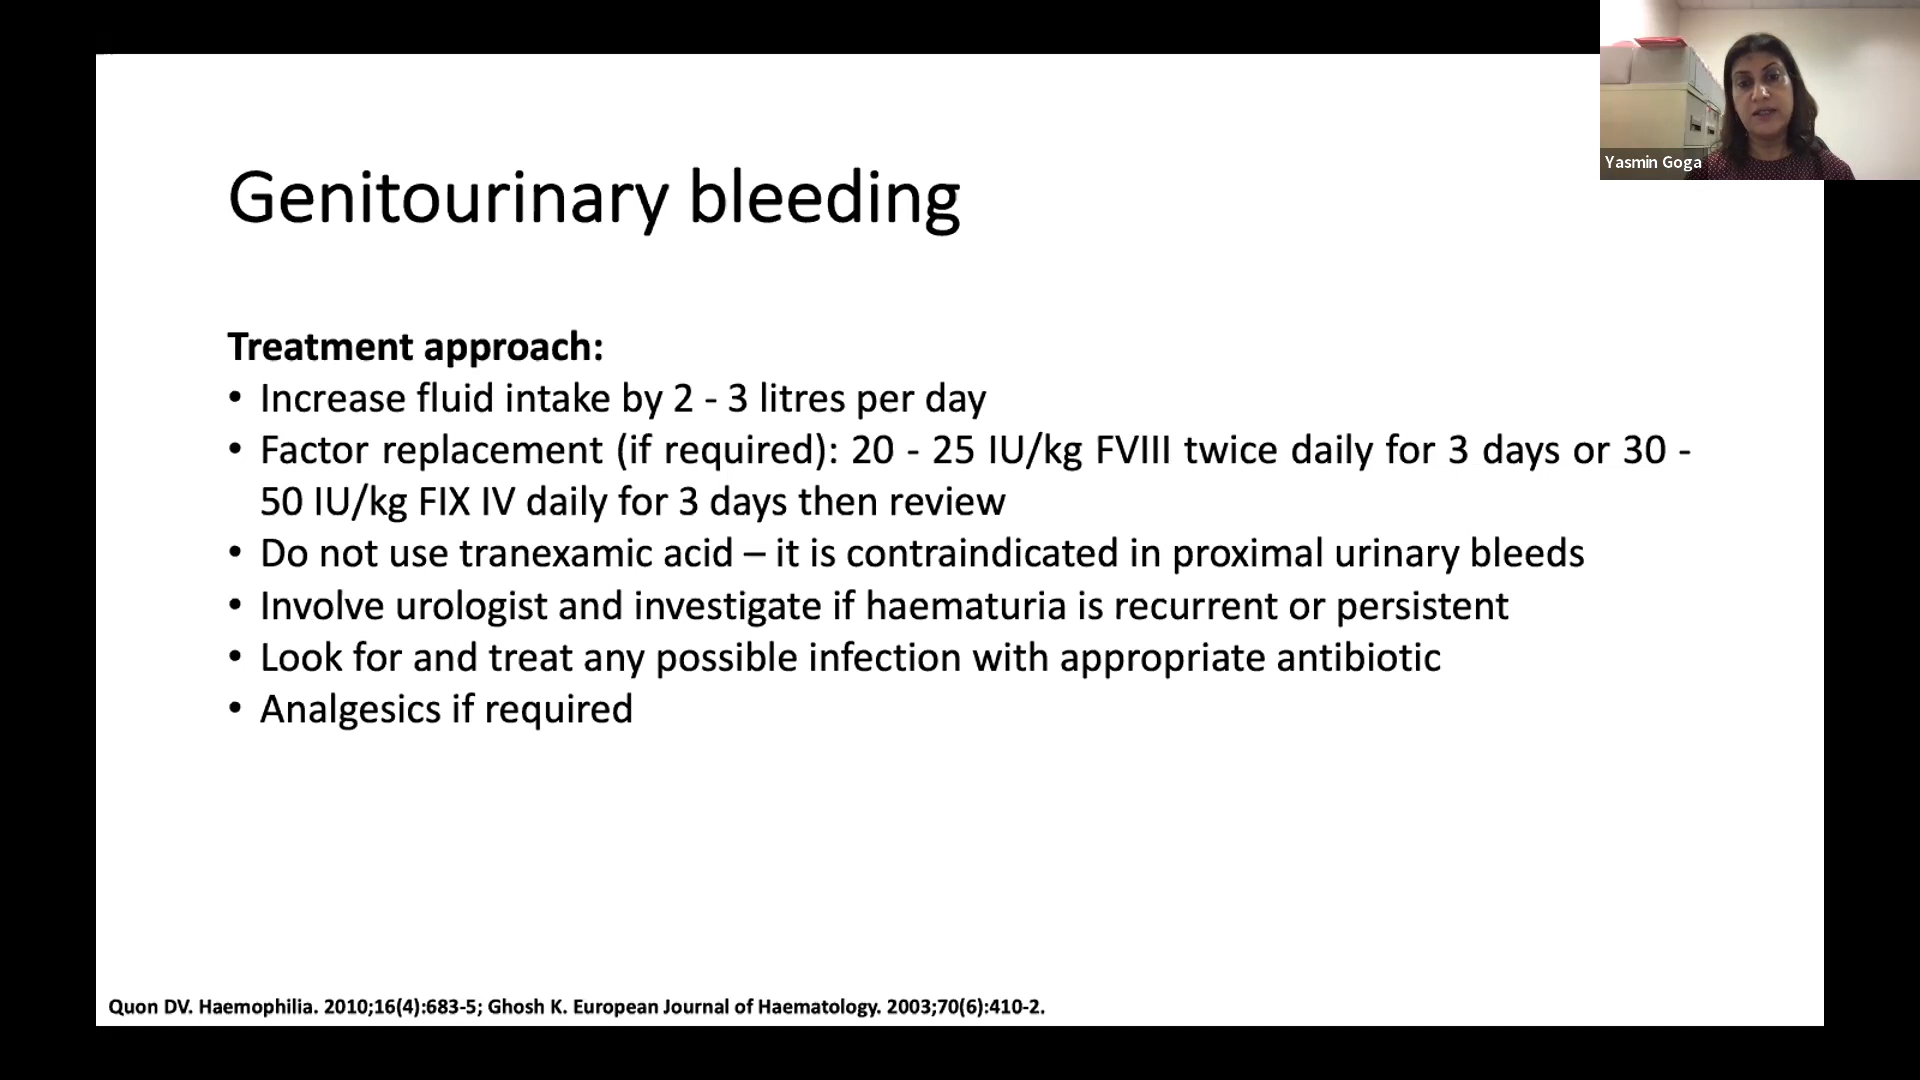 Yasmin Goga
Genitourinary bleeding
Treatment approach:
• Increase fluid intake by 2 - 3 litres per day
• Factor replacement (if required): 20 - 25 IU/kg FVIII twice daily for 3 days or 30 -
50 IU/kg FIX IV daily for 3 days then review
• Do not use tranexamic acid – it is contraindicated in proximal urinary bleeds
• Involve urologist and investigate if haematuria is recurrent or persistent
• Look for and treat any possible infection with appropriate antibiotic
• Analgesics if required
Quon DV. Haemophilia. 2010;16(4):683-5; Ghosh K. European Journal of Haematology. 2003;70(6):410-2.